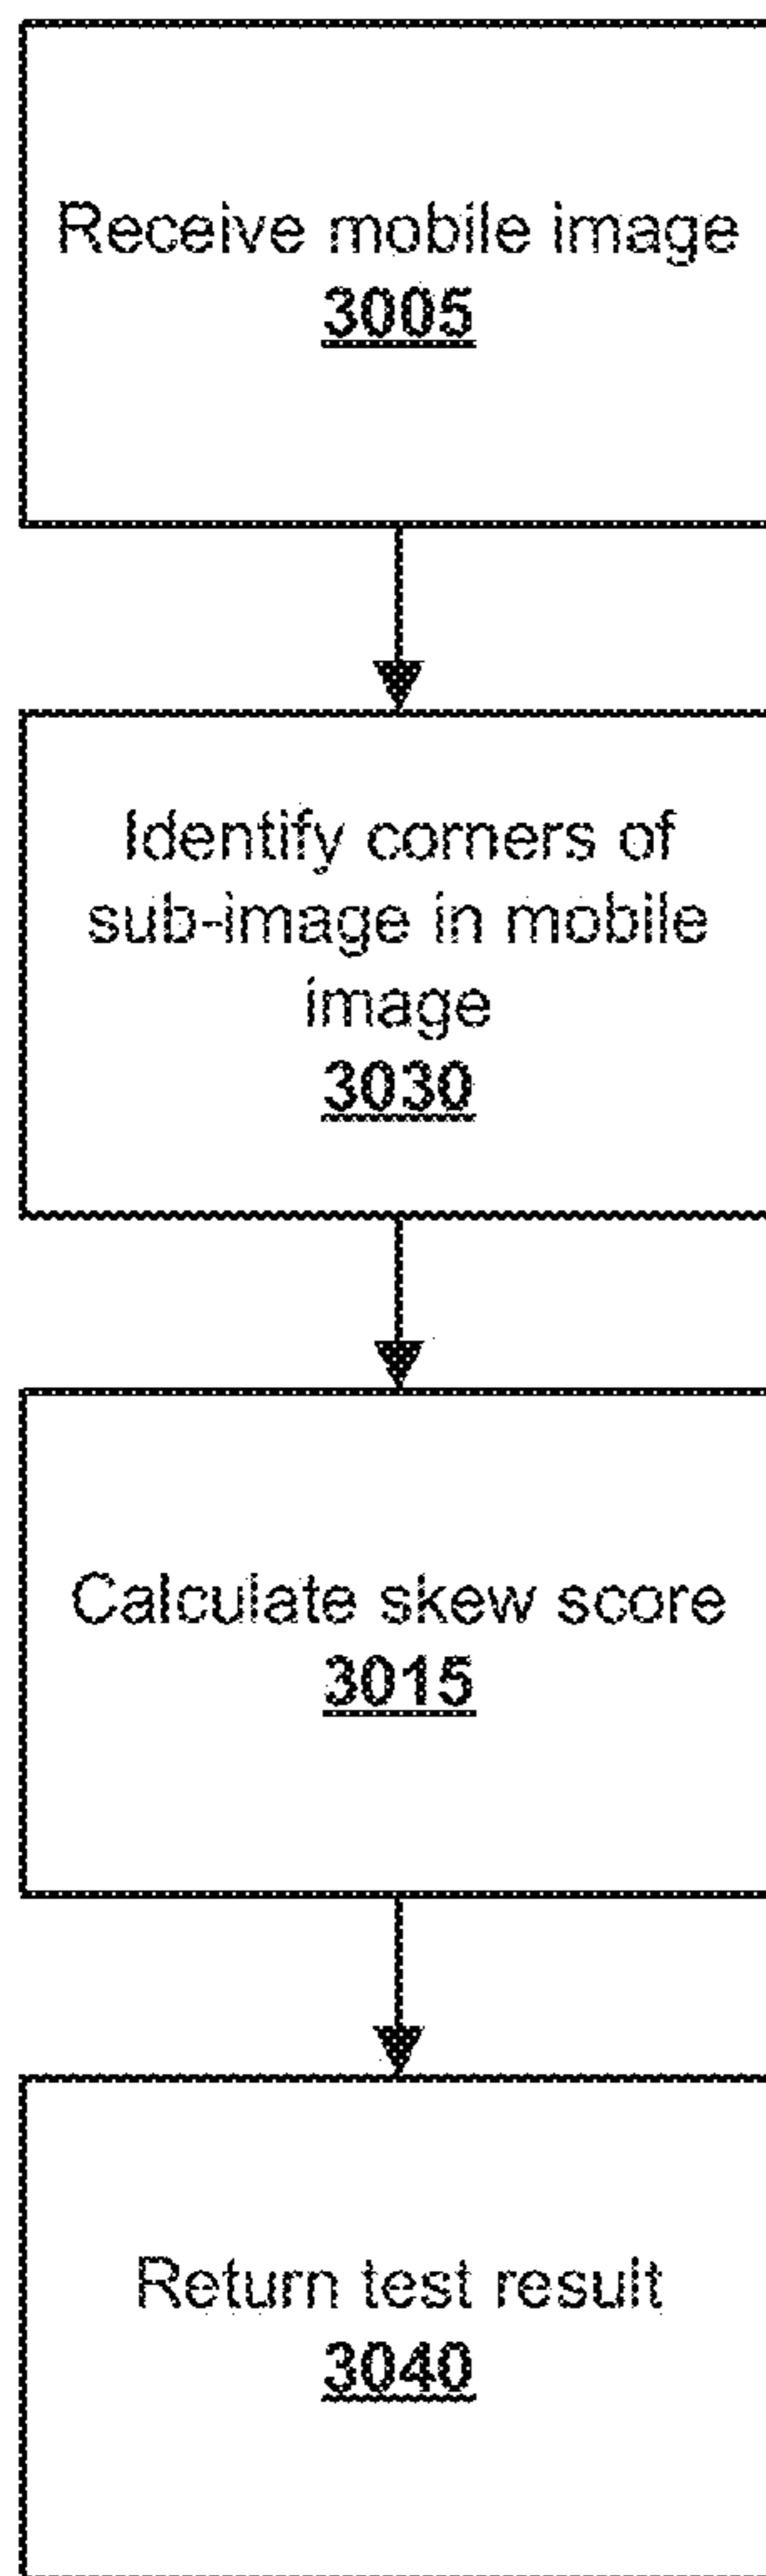 Receive mobile image
3005
Identify corners of
sub-image in mobile
image
3030
Calculate skew score
3015
Return test result
3040